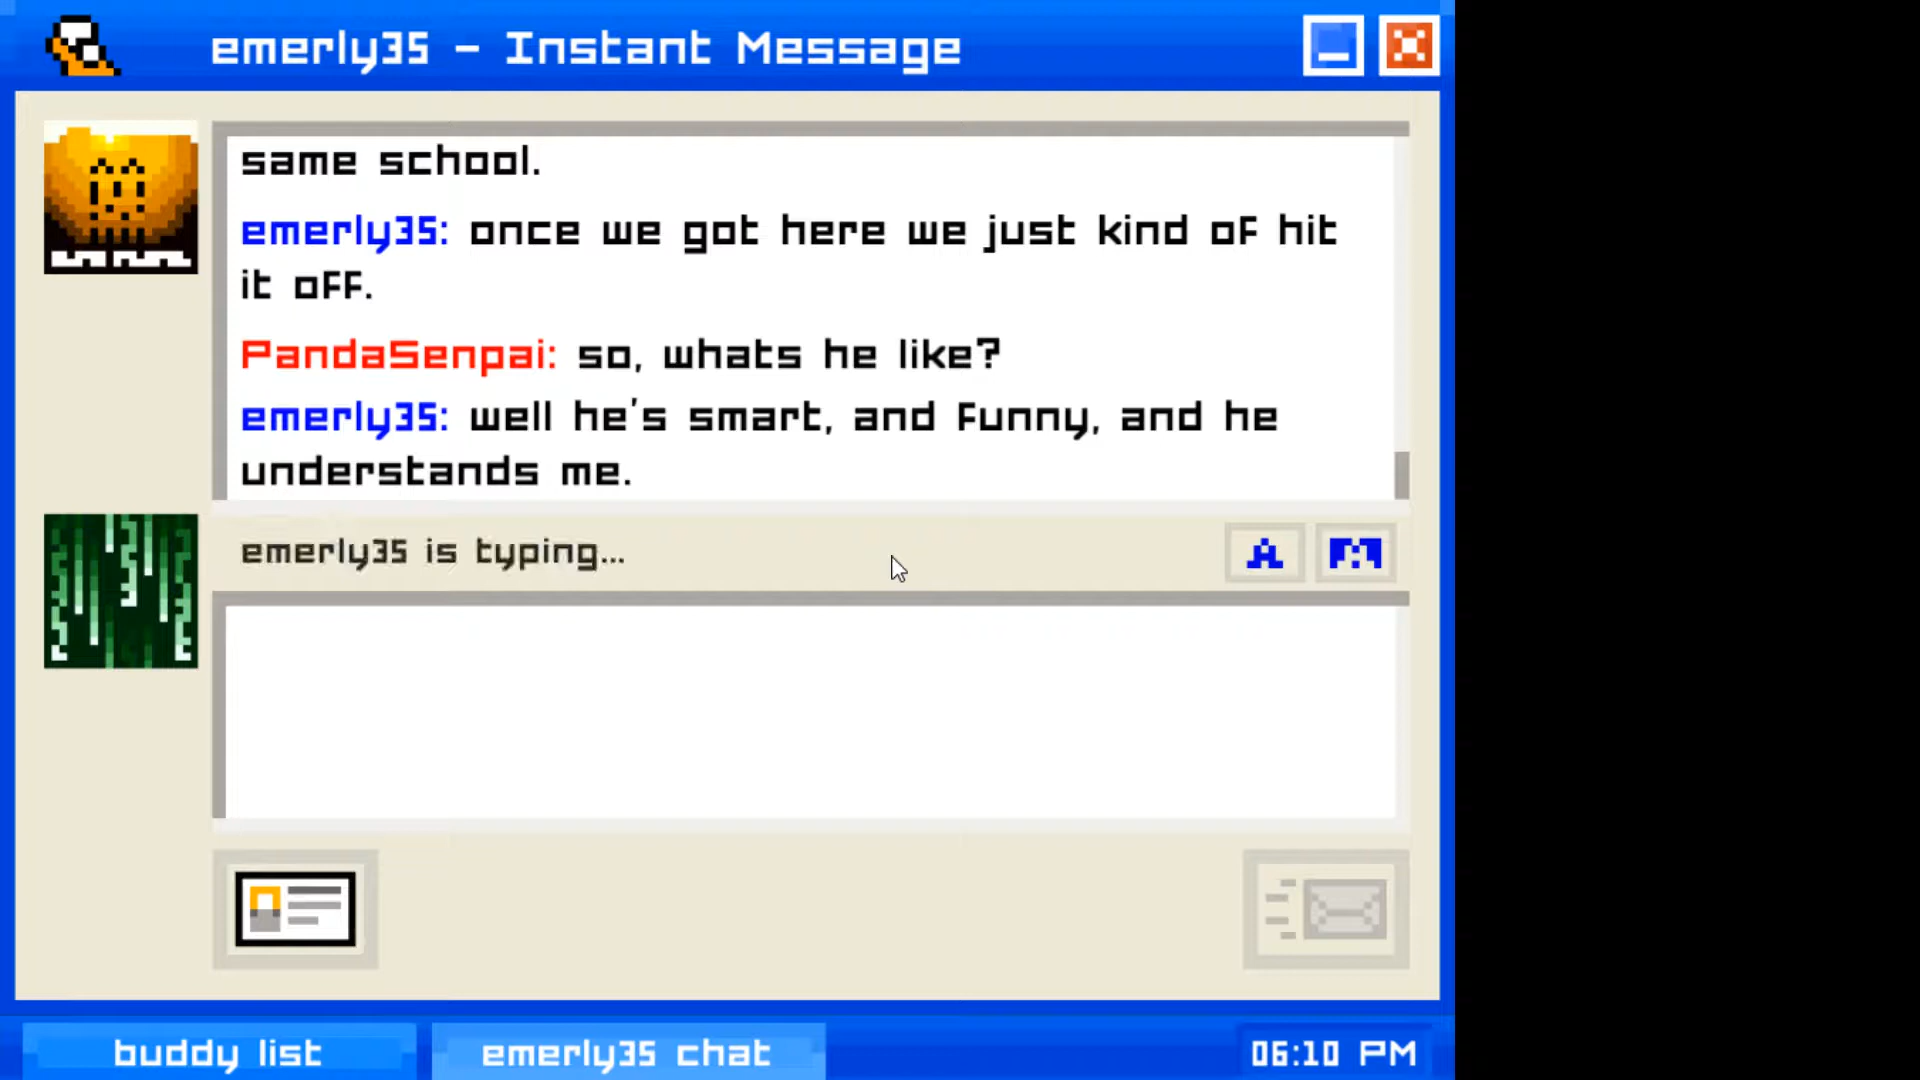 emerly35 - Instant Message
same school.
emerly35: once we got here we just kind of hit
it off.
PandaSenpai: so, whats he like?
emerly35: well he's smart, and funny, and he
understands me.
emerly35 is typing...
A
buddy list
emerly35 chat
06:10 PM